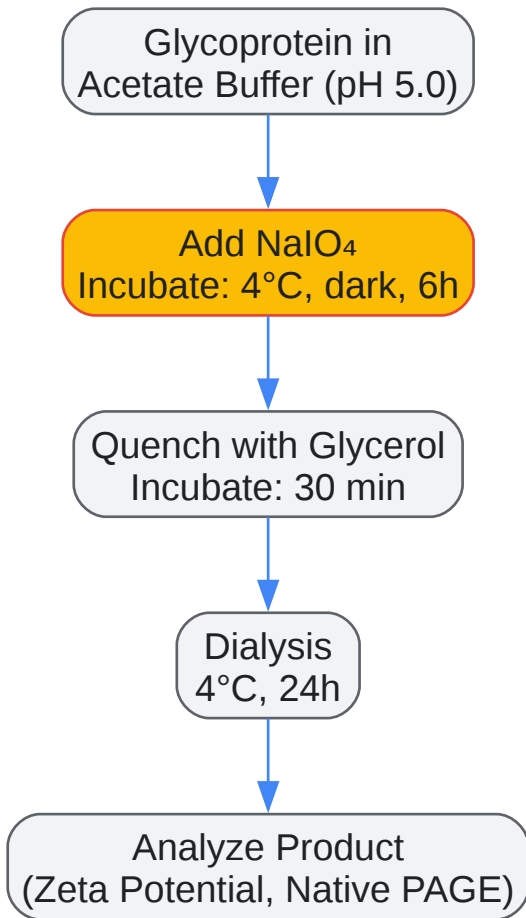 Glycoprotein in
Acetate Buffer (pH 5.0)
Add NaIO₄
Incubate: 4°C, dark, 6h
Quench with Glycerol
Incubate: 30 min
Dialysis
4°C, 24h
Analyze Product
(Zeta Potential, Native PAGE)